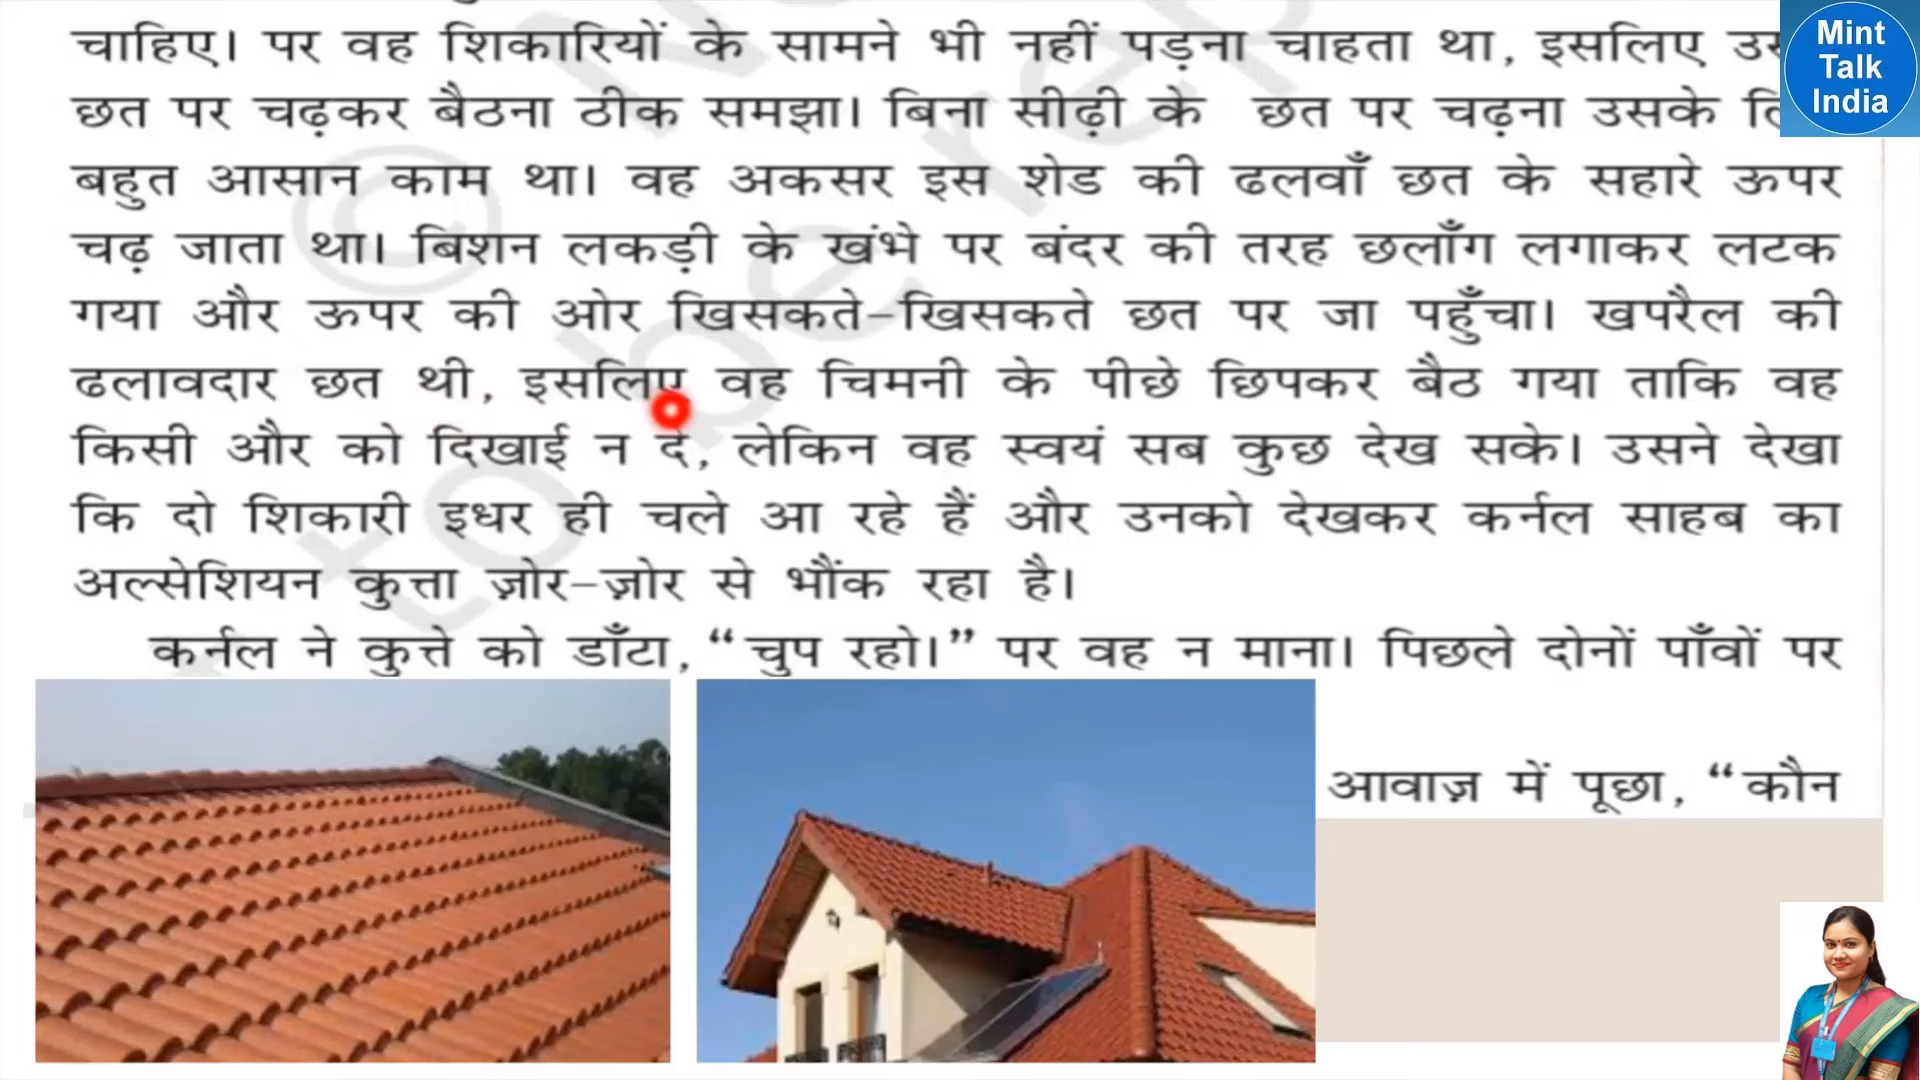 चाहिए। पर वह शिकारियों के सामने भी नहीं पड़ना चाहता था, इसलिए
छत पर चढ़कर बैठना ठीक समझा। बिना सीढ़ी के छत पर चढ़ना उसके
बहुत आसान काम था। वह अकसर इस शेड की ढलवाँ छत के सहारे ऊपर
चढ़ जाता था। बिशन लकड़ी के खंभे पर बंदर की तरह छलाँग लगाकर लटक
गया और ऊपर की ओर खिसकते-खिसकते छत पर जा पहुँचा। खपरैल की
ढलावदार छत थी, इसलिए वह चिमनी के पीछे छिपकर बैठ गया ताकि वह
किसी और को दिखाई न दे, लेकिन वह स्वयं सब कुछ देख सके। उसने देखा
कि दो शिकारी इधर ही चले आ रहे हैं और उनको देखकर कर्नल साहब का
अल्सेशियन कुत्ता ज़ोर-ज़ोर से भौंक रहा है।
कर्नल ने कुत्ते को डाँटा, “चुप रहो।” पर वह न माना। पिछले दोनों पाँवों पर
आवाज़ में पूछा, “कौन
Mint
Talk
India